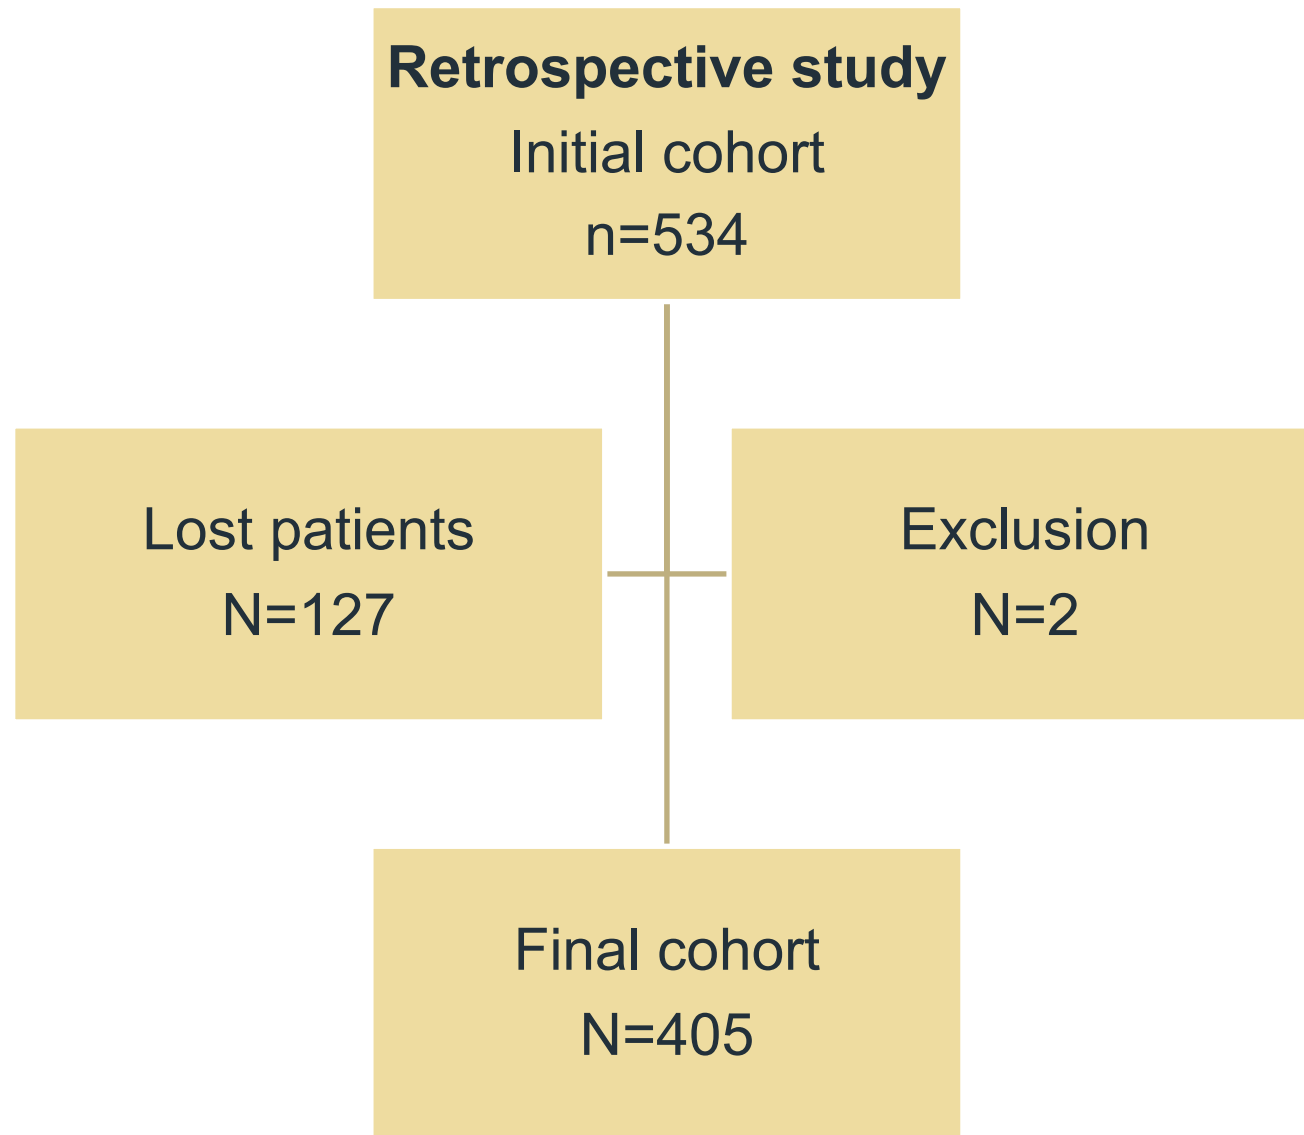 Retrospective study
Initial cohort
n=534
Lost patients
N=127
Exclusion
N=2
Final cohort
N=405